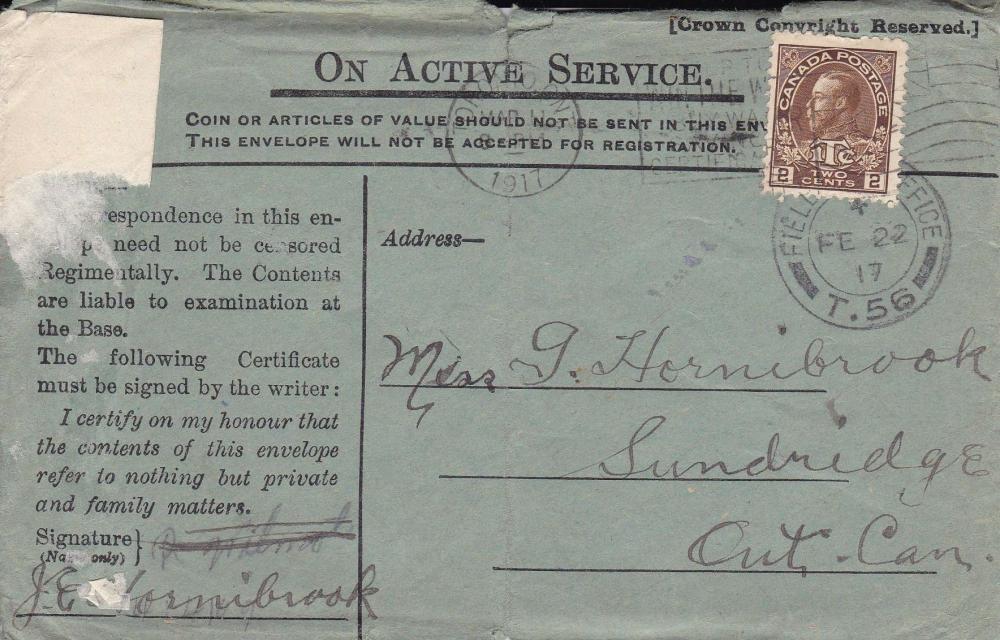 [Crown Copyright Reserved.]
ON ACTIVE SERVICE.
COIN OR ARTICLES OF VALUE SHOULD NOT BE SENT IN THIS ENV
THIS ENVELOPE WILL NOT BE ACCEPTED FOR REGISTRATION.
CANADA POSTAGE
1Tc
2 TWO CENTS 2
1917
FIELD OFFICE
FE 22
17
T.56
respondence in this en-
need not be censored
Regimentally. The Contents
are liable to examination at
the Base.
The following Certificate
must be signed by the writer:
I certify on my honour that
the contents of this envelope
refer to nothing but private
and family matters.
Signature}
(Name only)
J. E. Hornibrook
Address—
Miss G. Hornibrook
Sundridge
Ont. Can.